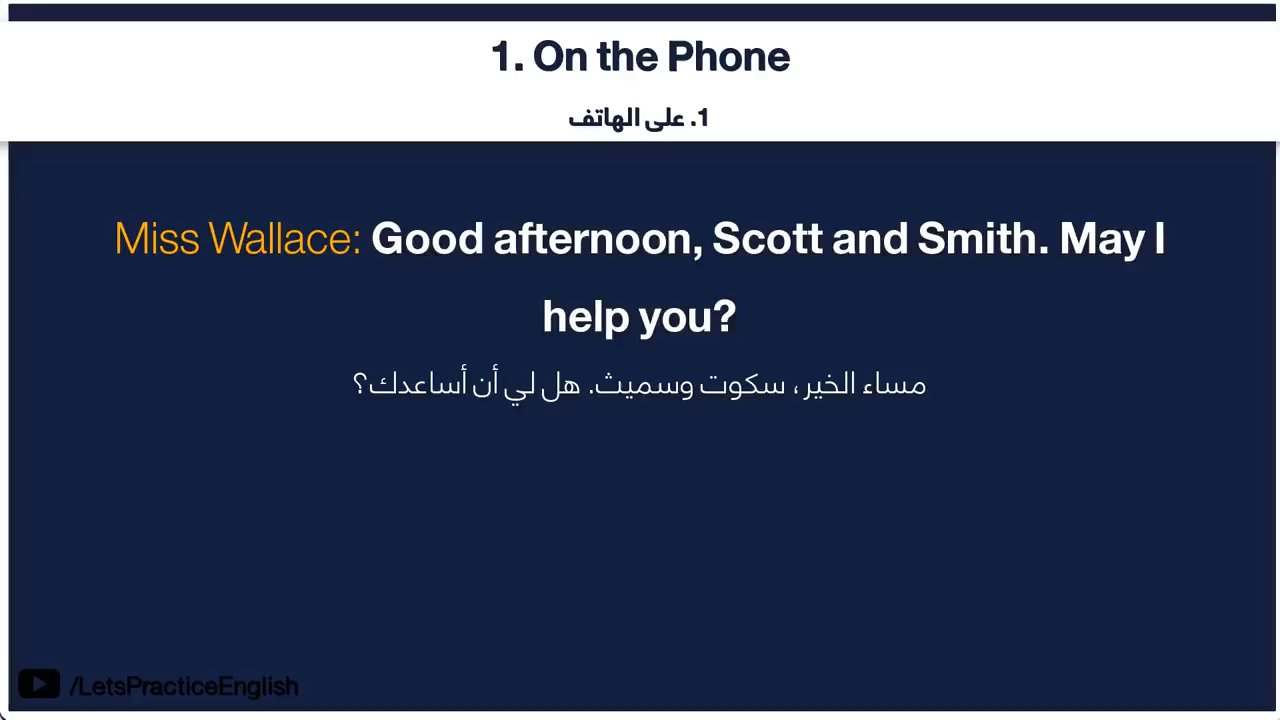 1. On the Phone
1. على الهاتف
Miss Wallace: Good afternoon, Scott and Smith. May I
help you?
مساء الخير، سكوت وسميث. هل لي أن أساعدك؟
/LetsPracticeEnglish